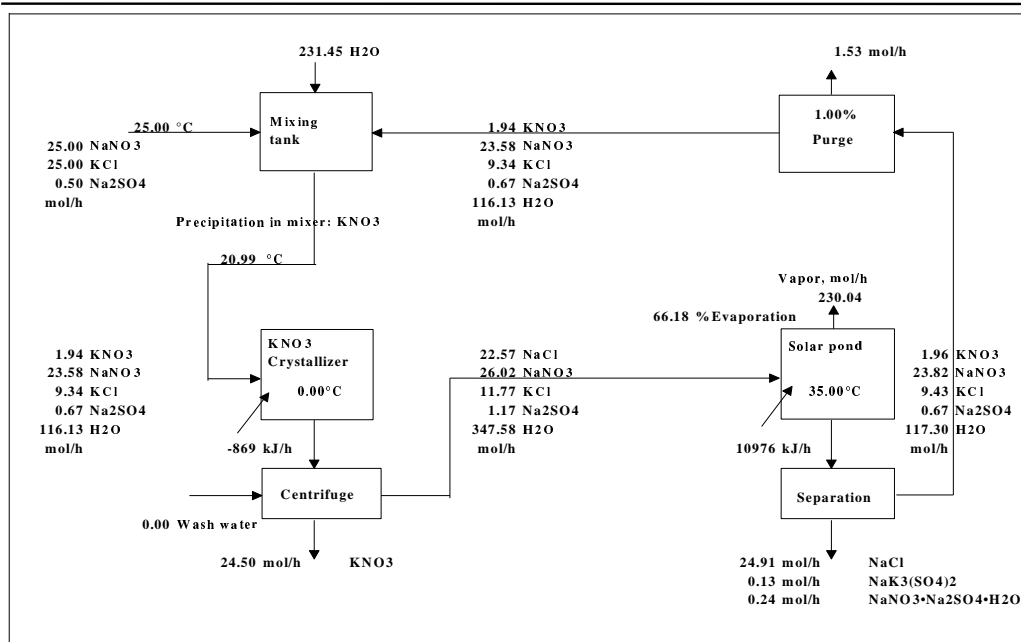 231.45 H2O
1.53 mol/h
Mixing
tank
25.00 °C
25.00 NaNO3
25.00 KCl
0.50 Na2SO4
mol/h
1.94 KNO3
23.58 NaNO3
9.34 KCl
0.67 Na2SO4
116.13 H2O
mol/h
1.00%
Purge
Precipitation in mixer: KNO3
20.99 °C
Vapor, mol/h
230.04
66.18 %Evaporation
1.94 KNO3
23.58 NaNO3
9.34 KCl
0.67 Na2SO4
116.13 H2O
mol/h
KNO3
Crystallizer
0.00°C
-869 kJ/h
22.57 NaCl
26.02 NaNO3
11.77 KCl
1.17 Na2SO4
347.58 H2O
mol/h
Solar pond
35.00°C
10976 kJ/h
1.96 KNO3
23.82 NaNO3
9.43 KCl
0.67 Na2SO4
117.30 H2O
mol/h
Centrifuge
0.00 Wash water
24.50 mol/h KNO3
Separation
24.91 mol/h NaCl
0.13 mol/h NaK3(SO4)2
0.24 mol/h NaNO3•Na2SO4•H2O